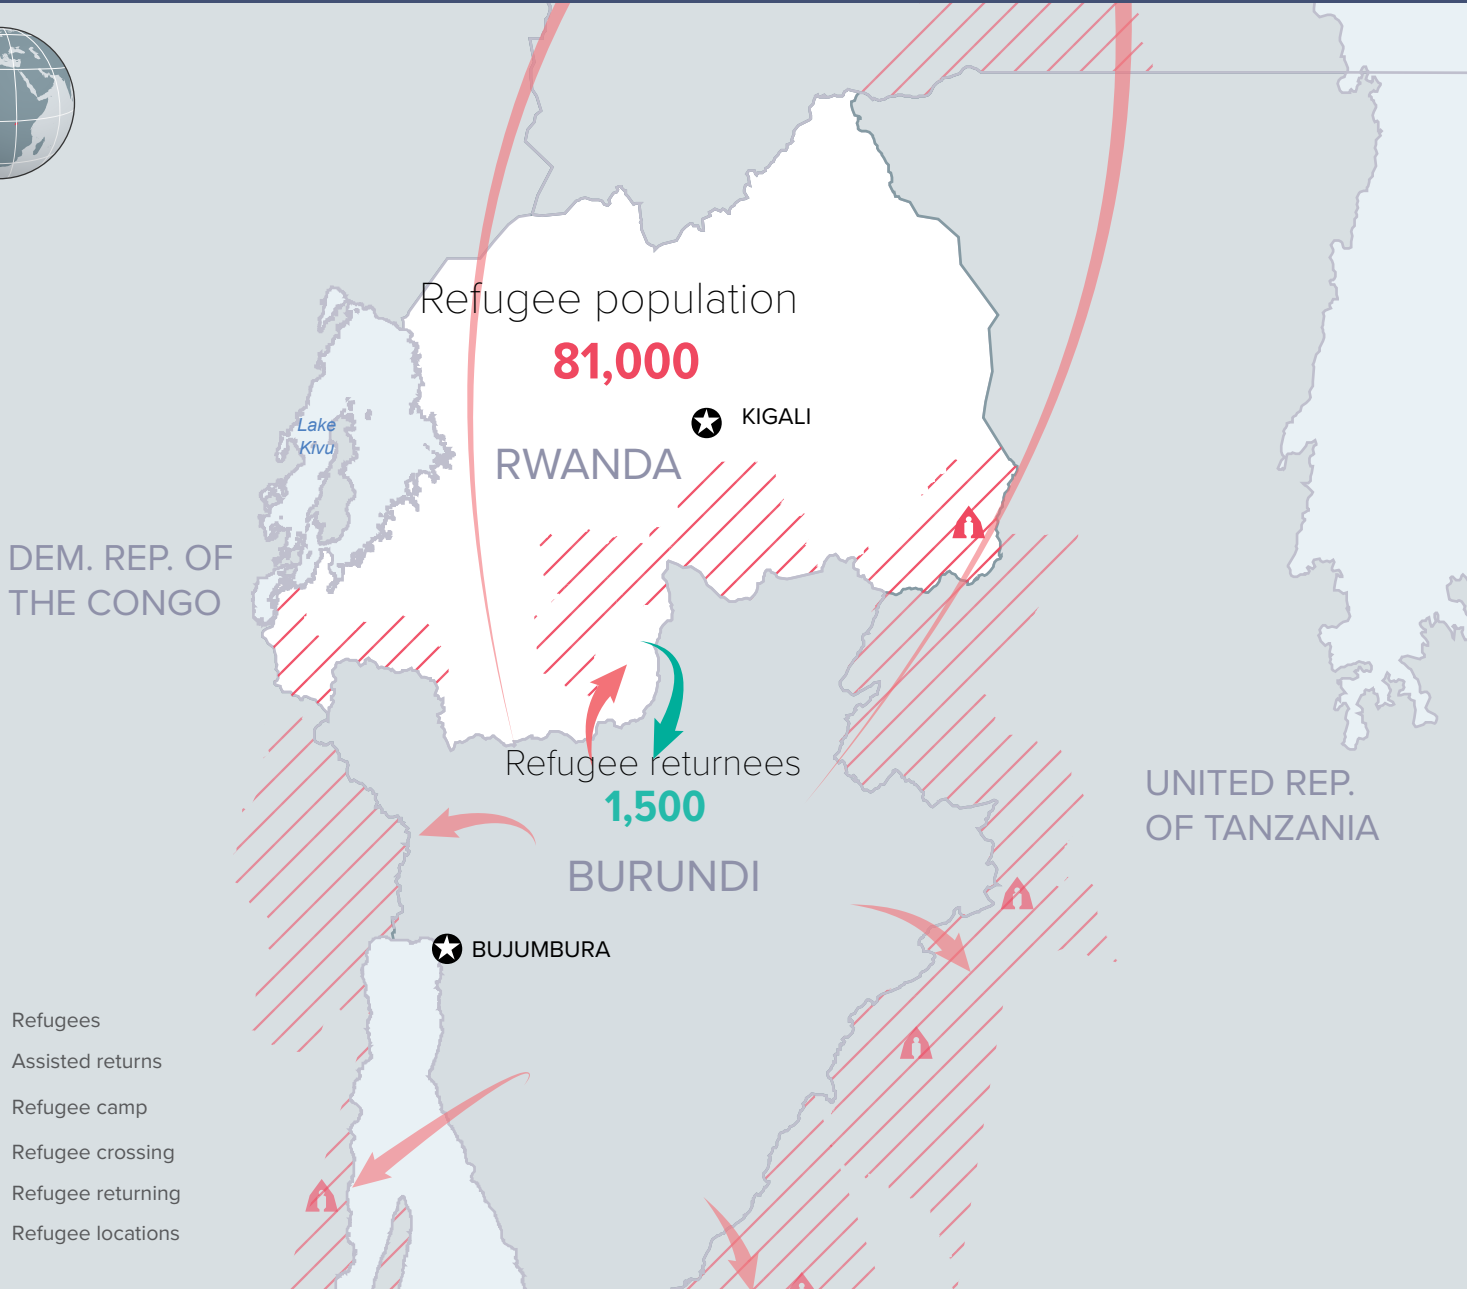 Refugee population
81,000
KIGALI
Lake
Kivu
RWANDA
DEM. REP. OF
THE CONGO
Refugee returnees
1,500
UNITED REP.
OF TANZANIA
BURUNDI
BUJUMBURA
Refugees
Assisted returns
Refugee camp
Refugee crossing
Refugee returning
Refugee locations